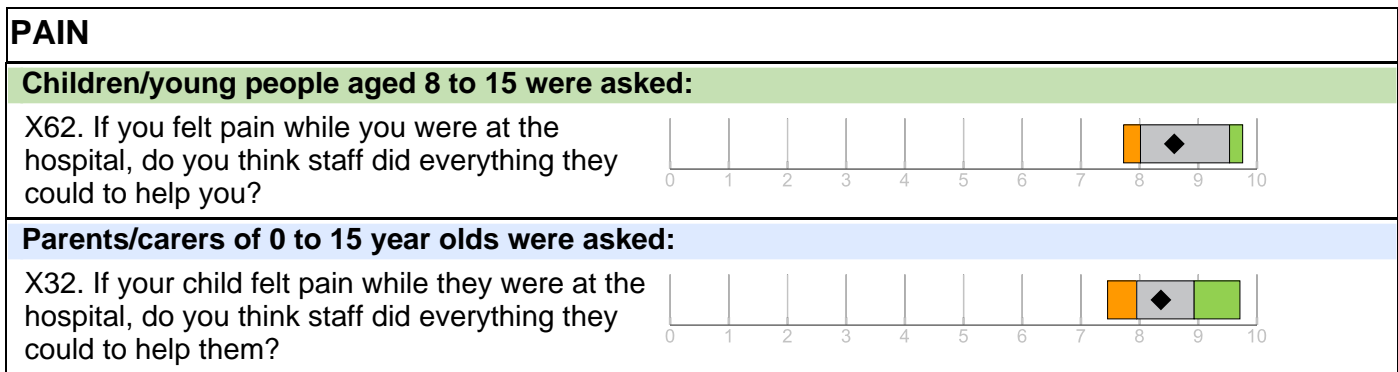 PAIN
Children/young people aged 8 to 15 were asked:
X62. If you felt pain while you were at the
hospital, do you think staff did everything they
could to help you?
0 1 2 3 4 5 6 7 8 9 10
Parents/carers of 0 to 15 year olds were asked:
X32. If your child felt pain while they were at the
hospital, do you think staff did everything they
could to help them?
0 1 2 3 4 5 6 7 8 9 10